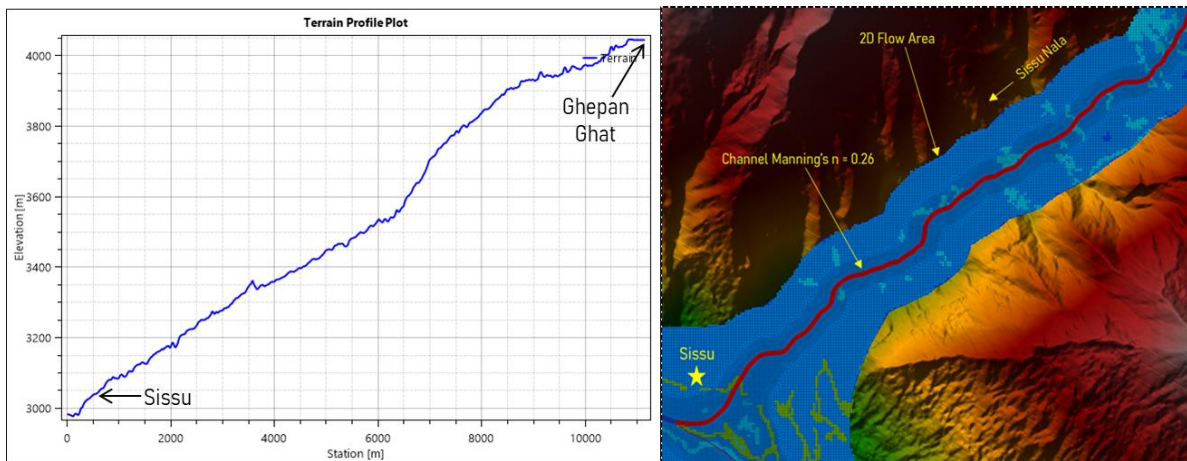 Terrain Profile Plot
4000
3800
3600
3400
3200
3000
Elevation [m]
Terrain
Ghepan
Ghat
Sissu
0
2000
4000
6000
8000
10000
Station [m]
2D Flow Area
Sissu Nala
Channel Manning's n = 0.26
Sissu